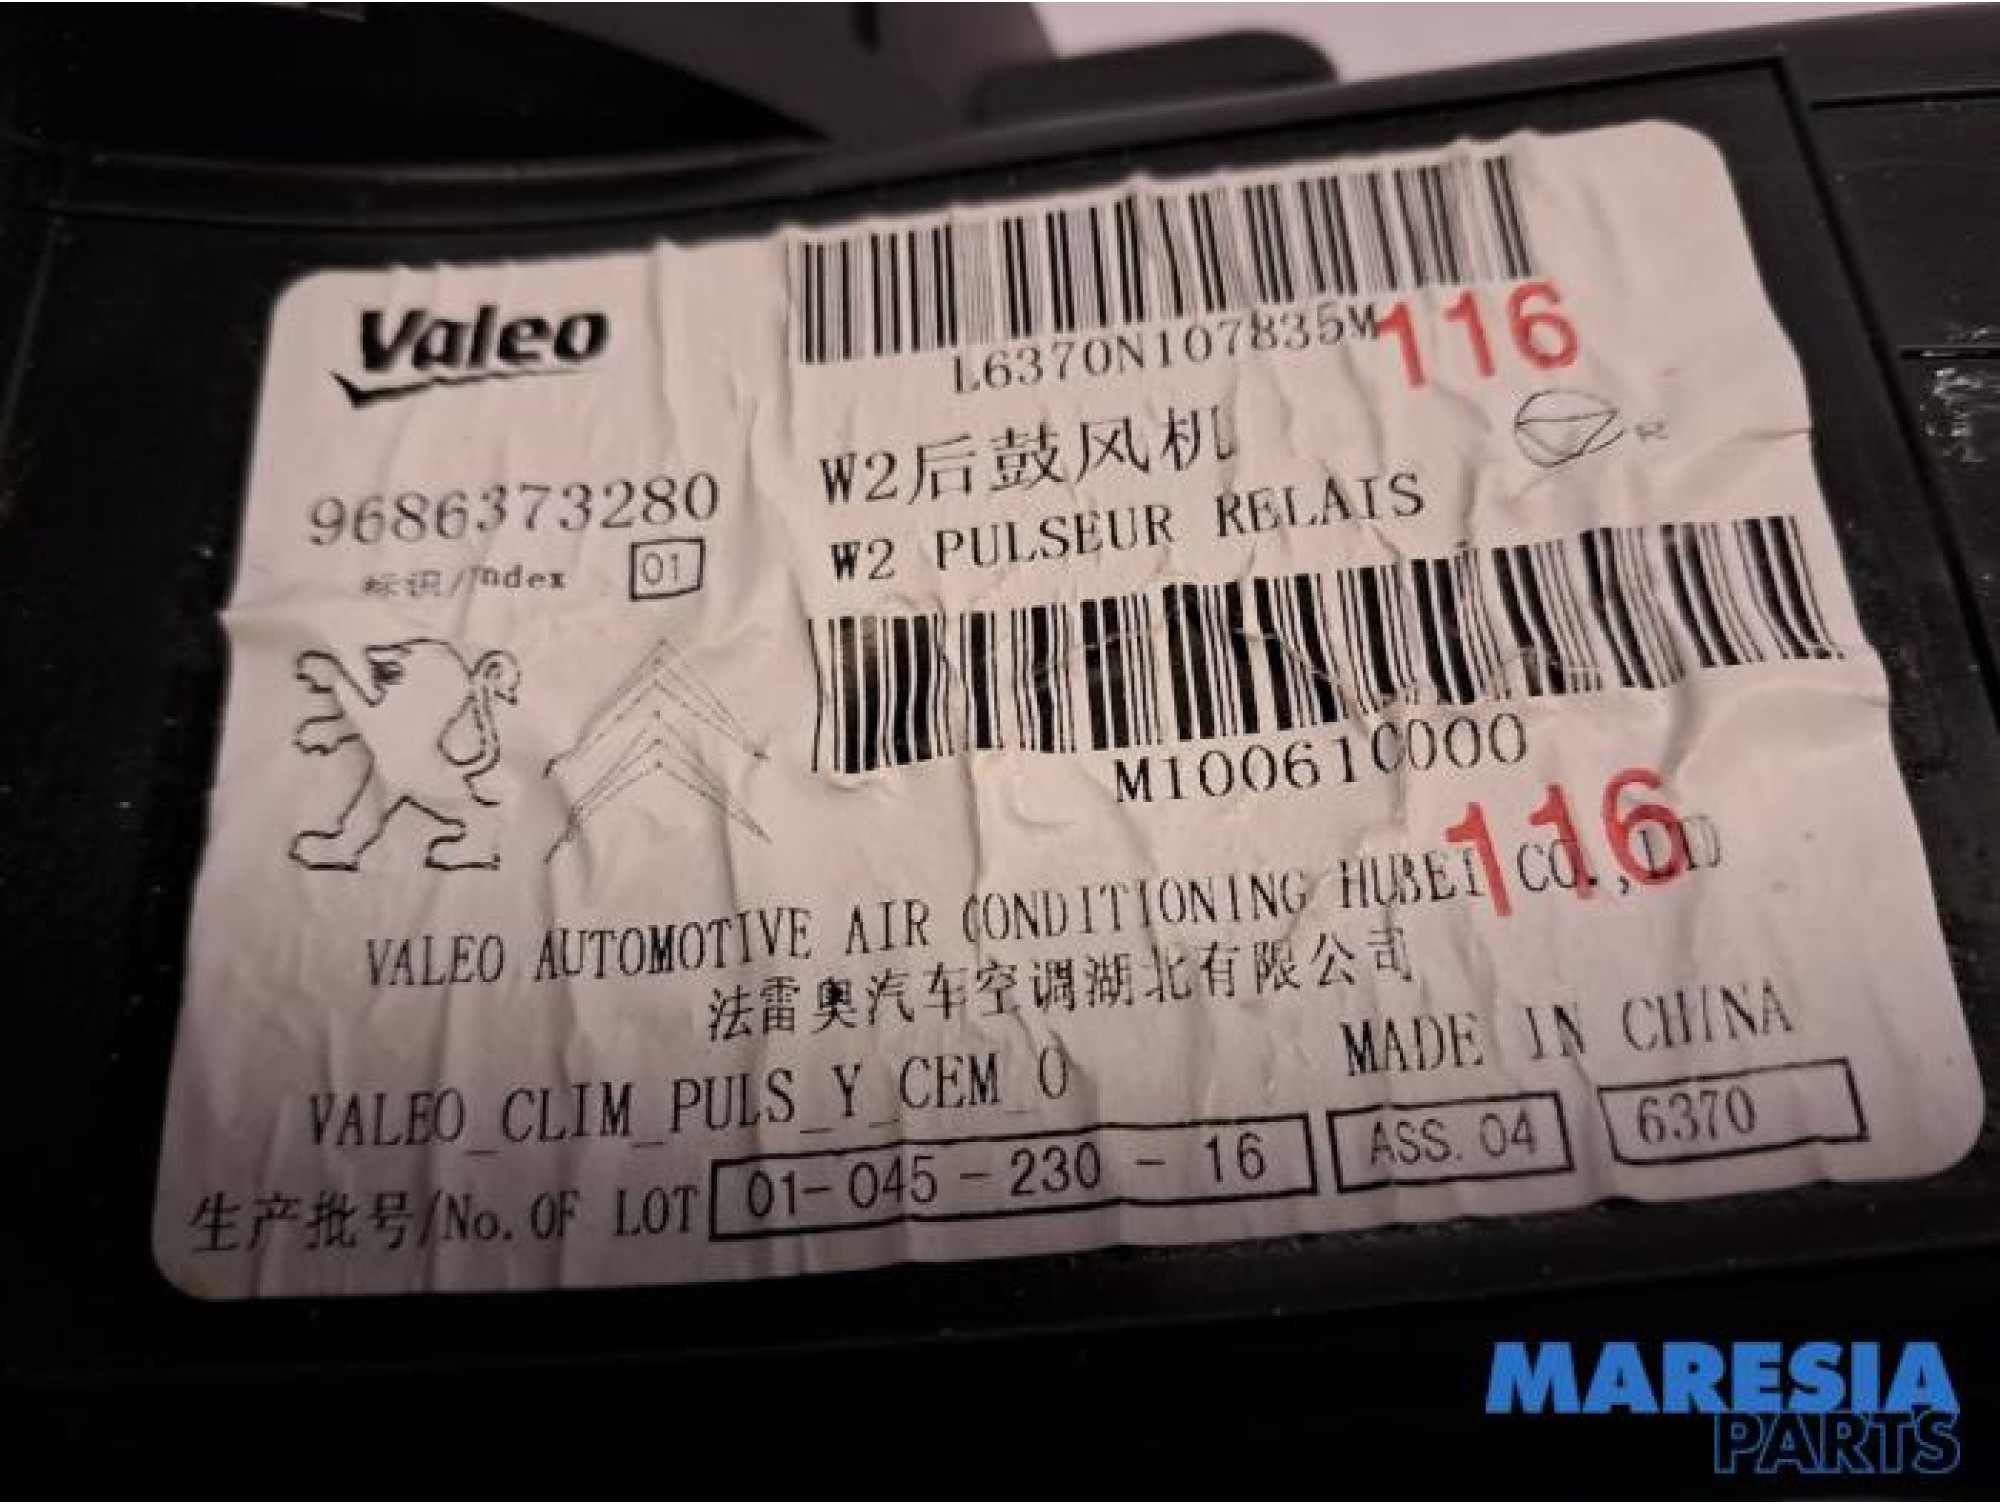 Valeo
L6370N107835M
116
9686373280
标识/Index 01
W2后鼓风机
W2 PULSEUR RELAIS
M10061C000
116
VALEO AUTOMOTIVE AIR CONDITIONING HUBEI CO.,LTD
法雷奥汽车空调湖北有限公司
MADE IN CHINA
VALEO_CLIM_PULS_Y_CEM_O
生产批号/No. OF LOT 01-045-230-16 ASS. 04 6370
MARESIA
PARTS